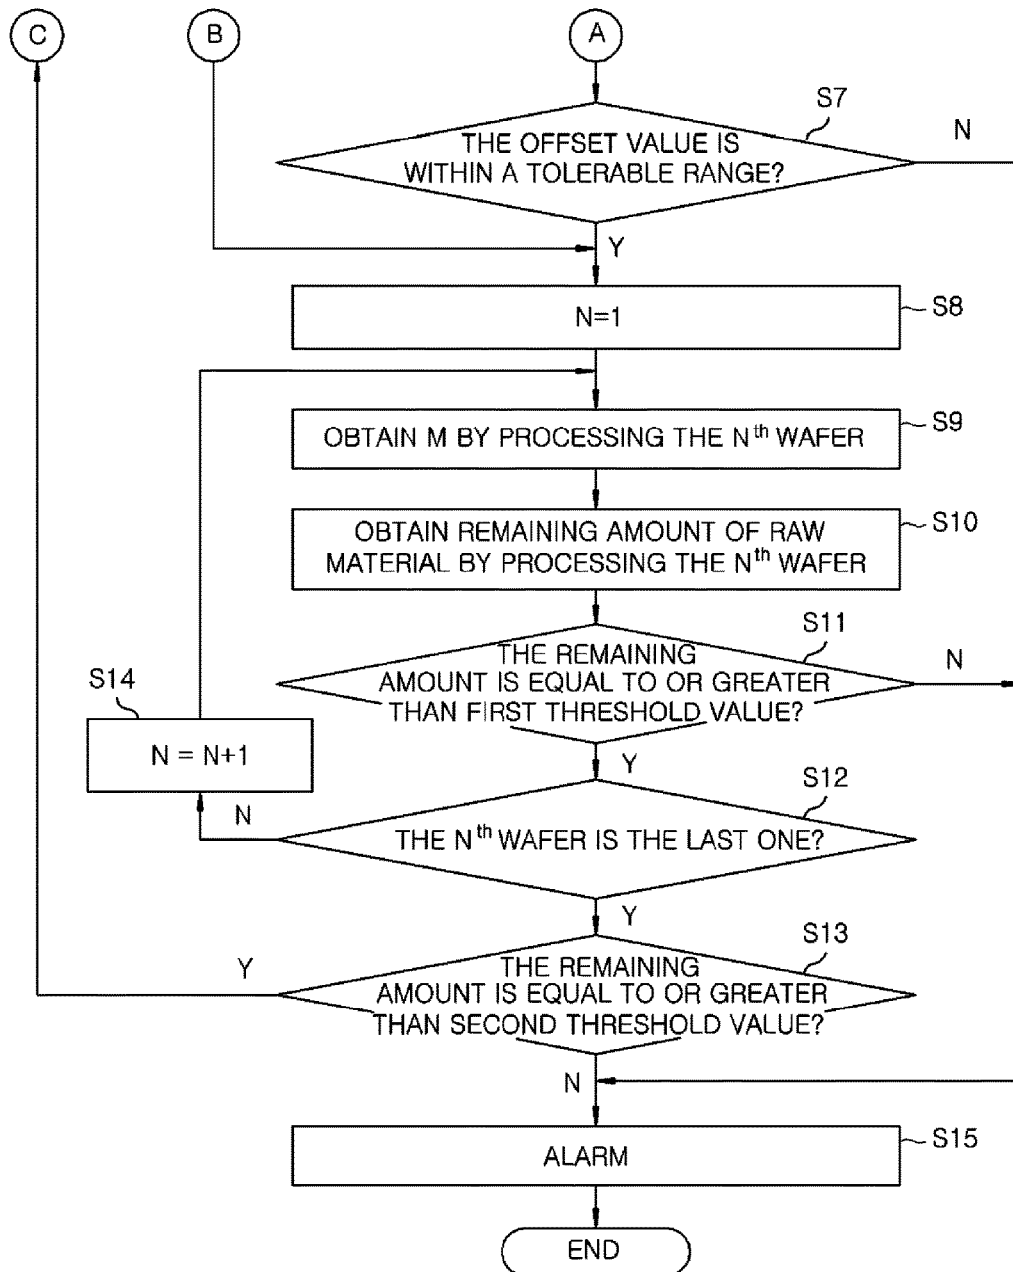 C
B
A
S7
N
THE OFFSET VALUE IS
WITHIN A TOLERABLE RANGE?
Y
N=1
S8
OBTAIN M BY PROCESSING THE Nth WAFER
S9
OBTAIN REMAINING AMOUNT OF RAW
MATERIAL BY PROCESSING THE Nth WAFER
S10
S11
THE REMAINING
AMOUNT IS EQUAL TO OR GREATER
THAN FIRST THRESHOLD VALUE?
N
S14
N = N+1
Y
S12
N
THE Nth WAFER IS THE LAST ONE?
Y
S13
Y
THE REMAINING
AMOUNT IS EQUAL TO OR GREATER
THAN SECOND THRESHOLD VALUE?
N
ALARM
S15
END